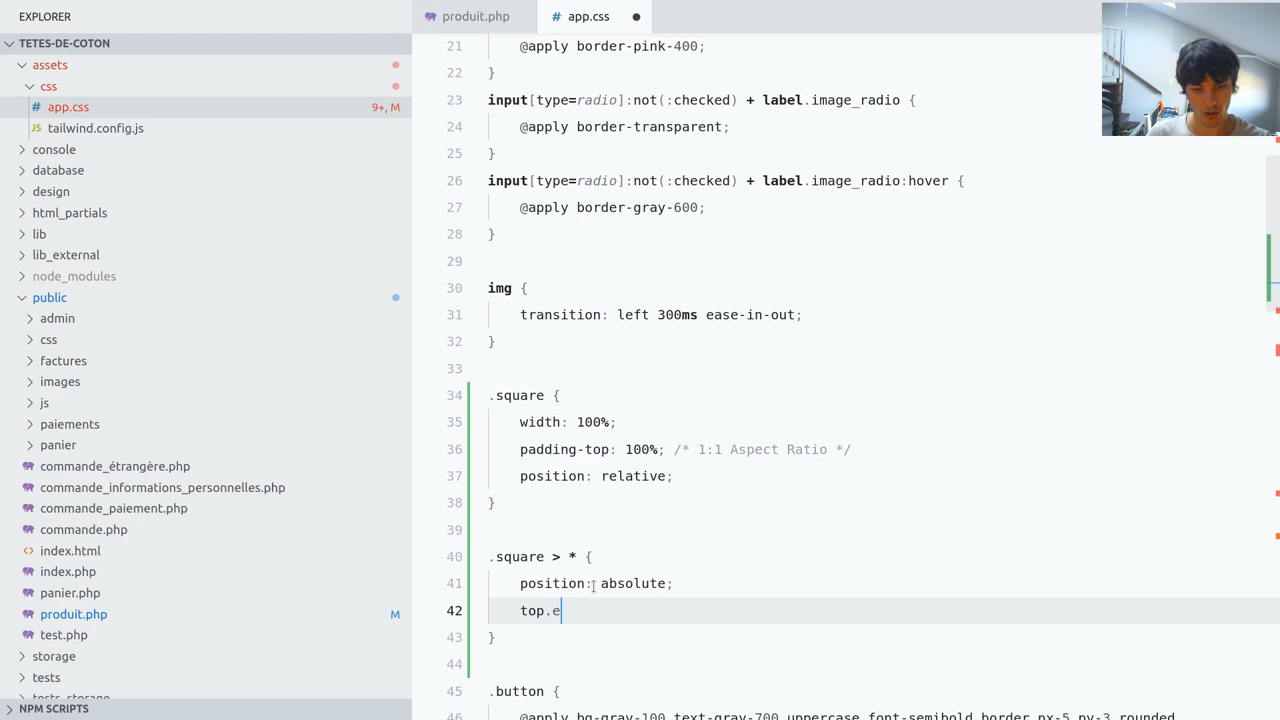 EXPLORER
TETES-DE-COTON
assets
css
# app.css 9+, M
JS tailwind.config.js
console
database
design
html_partials
lib
lib_external
node_modules
public
admin
css
factures
images
js
paiements
panier
commande_étrangère.php
commande_informations_personnelles.php
commande_paiement.php
commande.php
<> index.html
index.php
panier.php
produit.php M
test.php
storage
tests
tests_storage
NPM SCRIPTS
produit.php # app.css
21 @apply border-pink-400;
22 }
23 input[type=radio]:not(:checked) + label.image_radio {
24 @apply border-transparent;
25 }
26 input[type=radio]:not(:checked) + label.image_radio:hover {
27 @apply border-gray-600;
28 }
29
30 img {
31 transition: left 300ms ease-in-out;
32 }
33
34 .square {
35 width: 100%;
36 padding-top: 100%; /* 1:1 Aspect Ratio */
37 position: relative;
38 }
39
40 .square > * {
41 position: absolute;
42 top.e
43 }
44
45 .button {
46 @apply bg-gray-100 text-gray-700 uppercase font-semibold border px-5 py-3 rounded